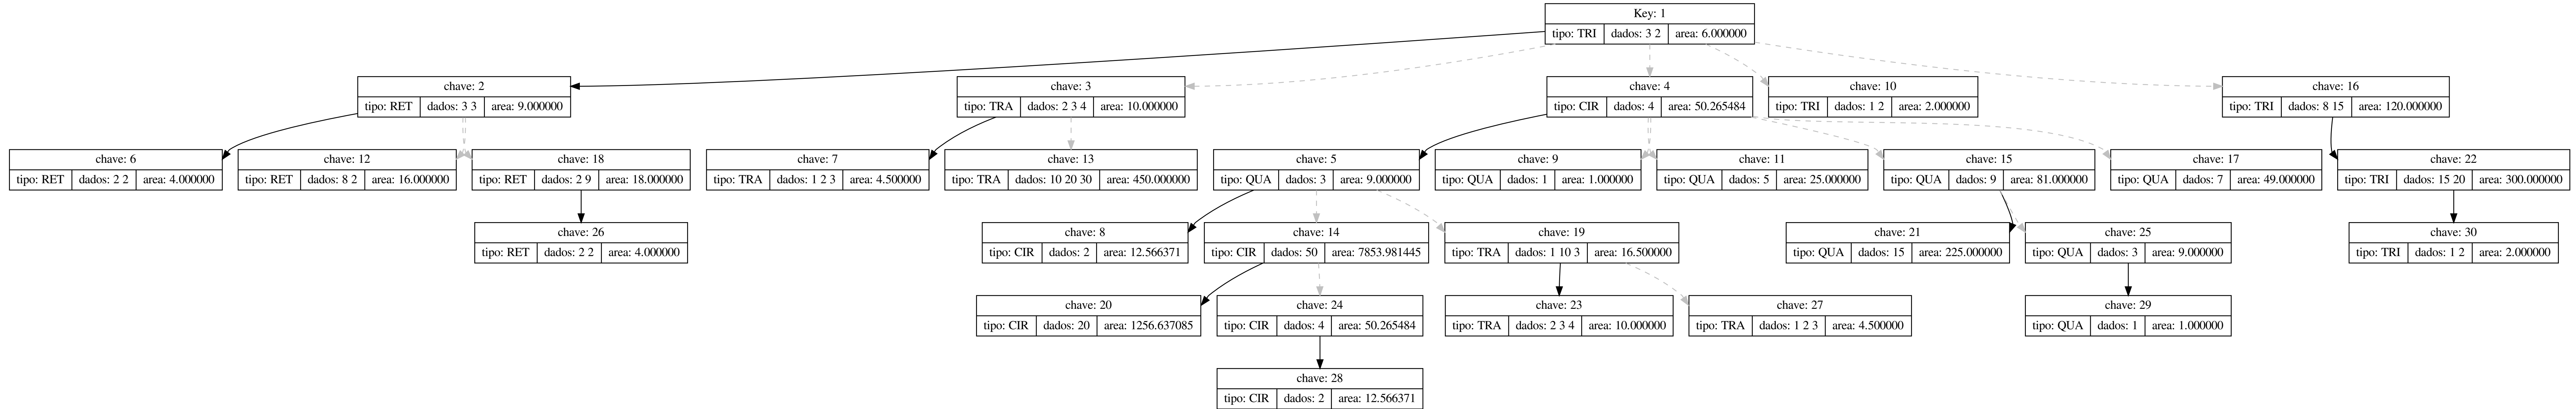 Key: 1
tipo: TRI dados: 3 2 area: 6.000000
chave: 2
tipo: RET dados: 3 3 area: 9.000000
chave: 3
tipo: TRA dados: 2 3 4 area: 10.000000
chave: 4
tipo: CIR dados: 4 area: 50.265484
chave: 10
tipo: TRI dados: 1 2 area: 2.000000
chave: 16
tipo: TRI dados: 8 15 area: 120.000000
chave: 6
tipo: RET dados: 2 2 area: 4.000000
chave: 12
tipo: RET dados: 8 2 area: 16.000000
chave: 18
tipo: RET dados: 2 9 area: 18.000000
chave: 7
tipo: TRA dados: 1 2 3 area: 4.500000
chave: 13
tipo: TRA dados: 10 20 30 area: 450.000000
chave: 5
tipo: QUA dados: 3 area: 9.000000
chave: 9
tipo: QUA dados: 1 area: 1.000000
chave: 11
tipo: QUA dados: 5 area: 25.000000
chave: 15
tipo: QUA dados: 9 area: 81.000000
chave: 17
tipo: QUA dados: 7 area: 49.000000
chave: 22
tipo: TRI dados: 15 20 area: 300.000000
chave: 26
tipo: RET dados: 2 2 area: 4.000000
chave: 8
tipo: CIR dados: 2 area: 12.566371
chave: 14
tipo: CIR dados: 50 area: 7853.981445
chave: 19
tipo: TRA dados: 1 10 3 area: 16.500000
chave: 21
tipo: QUA dados: 15 area: 225.000000
chave: 25
tipo: QUA dados: 3 area: 9.000000
chave: 30
tipo: TRI dados: 1 2 area: 2.000000
chave: 20
tipo: CIR dados: 20 area: 1256.637085
chave: 24
tipo: CIR dados: 4 area: 50.265484
chave: 23
tipo: TRA dados: 2 3 4 area: 10.000000
chave: 27
tipo: TRA dados: 1 2 3 area: 4.500000
chave: 29
tipo: QUA dados: 1 area: 1.000000
chave: 28
tipo: CIR dados: 2 area: 12.566371